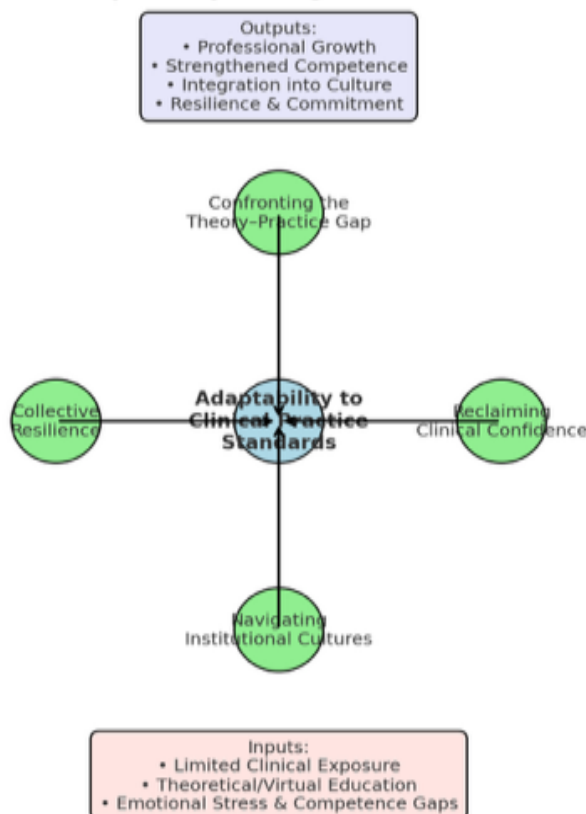 Outputs:
• Professional Growth
• Strengthened Competence
• Integration into Culture
• Resilience & Commitment
Confronting the
Theory–Practice Gap
Adaptability to
Clinical Practice
Standards
Collective
Resilience
Reclaiming
Clinical Confidence
Navigating
Institutional Cultures
Inputs:
• Limited Clinical Exposure
• Theoretical/Virtual Education
• Emotional Stress & Competence Gaps